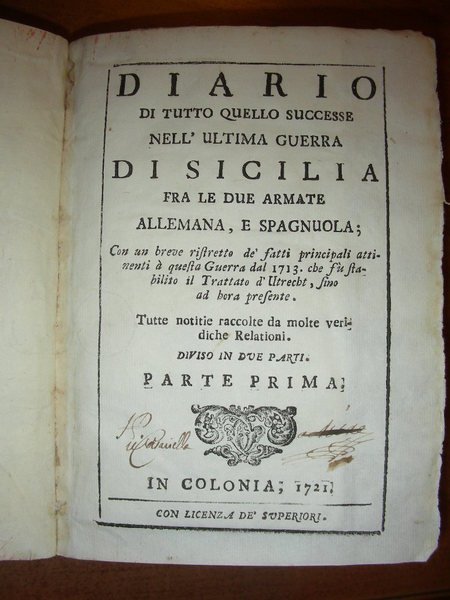 DIARIO
DI TUTTO QUELLO SUCCESSE
NELL' ULTIMA GUERRA
DI SICILIA
FRA LE DUE ARMATE
ALLEMANA, E SPAGNUOLA;
Con un breve riſtretto de' fatti principali atti-
nenti à queſta Guerra dal 1713. che fù ſta-
bilito il Trattato d'Utrecht, ſino
ad hora preſente.
Tutte notitie raccolte da molte veri-
diche Relationi.
DIVISO IN DVE PARTI.
PARTE PRIMA;
IN COLONIA; 1721.
CON LICENZA DE' SVPERIORI.